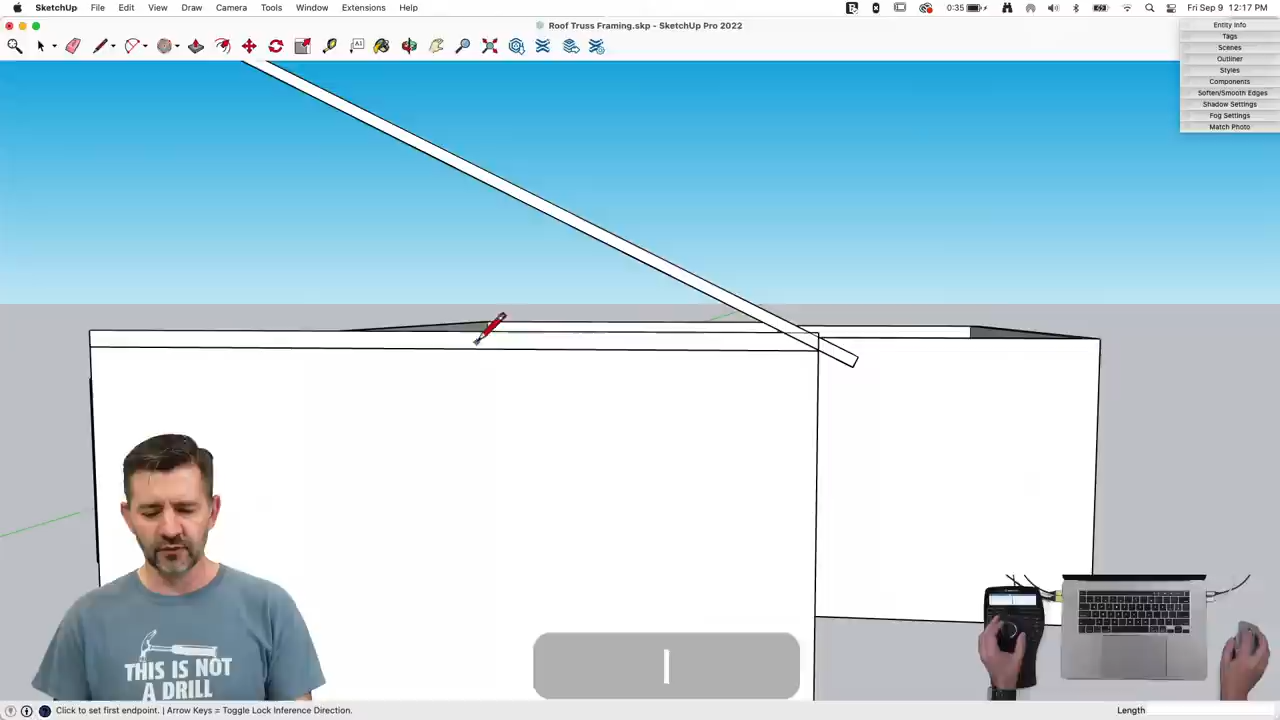 SketchUp File Edit View Draw Camera Tools Window Extensions Help
0:35 Fri Sep 9 12:17 PM
Roof Truss Framing.skp - SketchUp Pro 2022
Entity Info
Tags
Scenes
Outliner
Styles
Components
Soften/Smooth Edges
Shadow Settings
Fog Settings
Match Photo
THIS IS NOT
A DRILL
l
Click to set first endpoint. | Arrow Keys = Toggle Lock Inference Direction.
Length